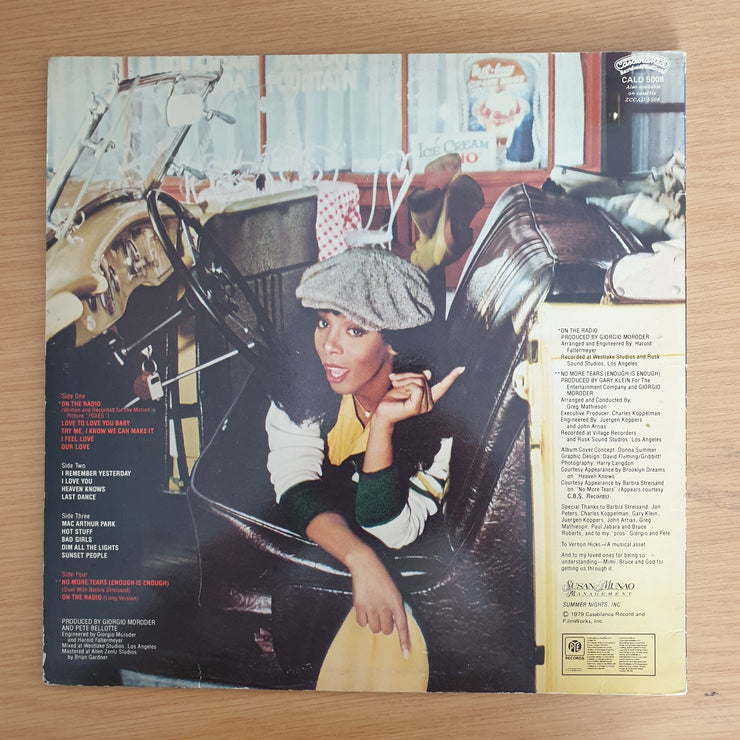 Casablanca
CALD 5008
Also available
on cassette
ZCCAD 5008
ICE CREAM
Side One
*ON THE RADIO
(Written and Recorded for the Motion
Picture "FOXES")
LOVE TO LOVE YOU BABY
TRY ME, I KNOW WE CAN MAKE IT
I FEEL LOVE
OUR LOVE
Side Two
I REMEMBER YESTERDAY
I LOVE YOU
HEAVEN KNOWS
LAST DANCE
Side Three
MAC ARTHUR PARK
HOT STUFF
BAD GIRLS
DIM ALL THE LIGHTS
SUNSET PEOPLE
Side Four
**NO MORE TEARS (ENOUGH IS ENOUGH)
(Duet With Barbra Streisand)
ON THE RADIO (Long Version)
PRODUCED BY GIORGIO MORODER
AND PETE BELLOTTE
Engineered by Giorgio Moroder
and Harold Faltermeyer
Mixed at Westlake Studios, Los Angeles
Mastered at Allen Zentz Studios
by Brian Gardner
*ON THE RADIO
PRODUCED BY GIORGIO MORODER
Arranged and Engineered By: Harold
Faltermeyer
Recorded at Westlake Studios and Rusk
Sound Studios, Los Angeles
**NO MORE TEARS (ENOUGH IS ENOUGH)
PRODUCED BY GARY KLEIN For The
Entertainment Company and GIORGIO
MORODER
Arranged and Conducted By
Greg Mathieson
Executive Producer: Charles Koppelman
Engineered By: Juergen Koppers and
John Arrias
Recorded at Village Recorders
and Rusk Sound Studios, Los Angeles
Album Cover Concept: Donna Summer
Graphic Design: David Fleming/Gribbitt!
Photography: Harry Langdon
Courtesy Appearance by Brooklyn Dreams
on "Heaven Knows"
Courtesy Appearance by Barbra Streisand
on "No More Tears" (Appears courtesy
C.B.S. Records)
Special Thanks to Barbra Streisand, Jon
Peters, Charles Koppelman, Gary Klein,
Juergen Koppers, John Arrias, Greg
Mathieson, Paul Jabara and Bruce
Roberts, and to my "pros" Giorgio and Pete
To Vernon Hicks—A musical asset
And to my loved ones for being so
understanding—Mimi, Bruce and God for
getting us through it.
SUSAN MUNAO
MANAGEMENT
SUMMER NIGHTS, INC.
© 1979 Casablanca Record and
FilmWorks, Inc.
PYE
RECORDS